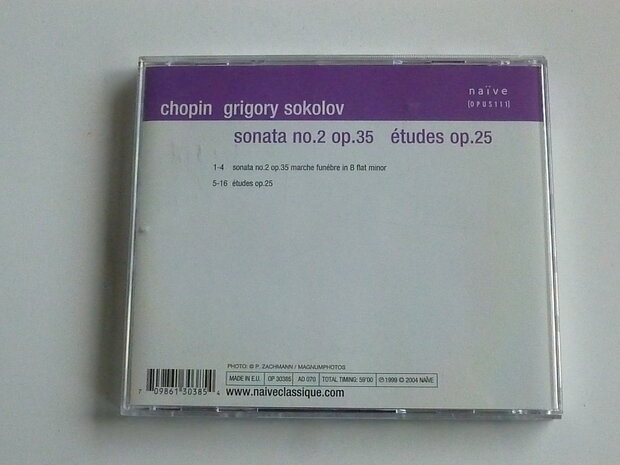 naïve
[OPUS111]
chopin grigory sokolov
sonata no.2 op.35 études op.25
1-4 sonata no.2 op.35 marche funèbre in B flat minor
5-16 études op.25
PHOTO: © P. ZACHMANN / MAGNUMPHOTOS
MADE IN E.U. OP 30385 AD 070 TOTAL TIMING: 59'00 ℗1999 © 2004 NAÏVE
7 09861 30385 4
www.naiveclassique.com